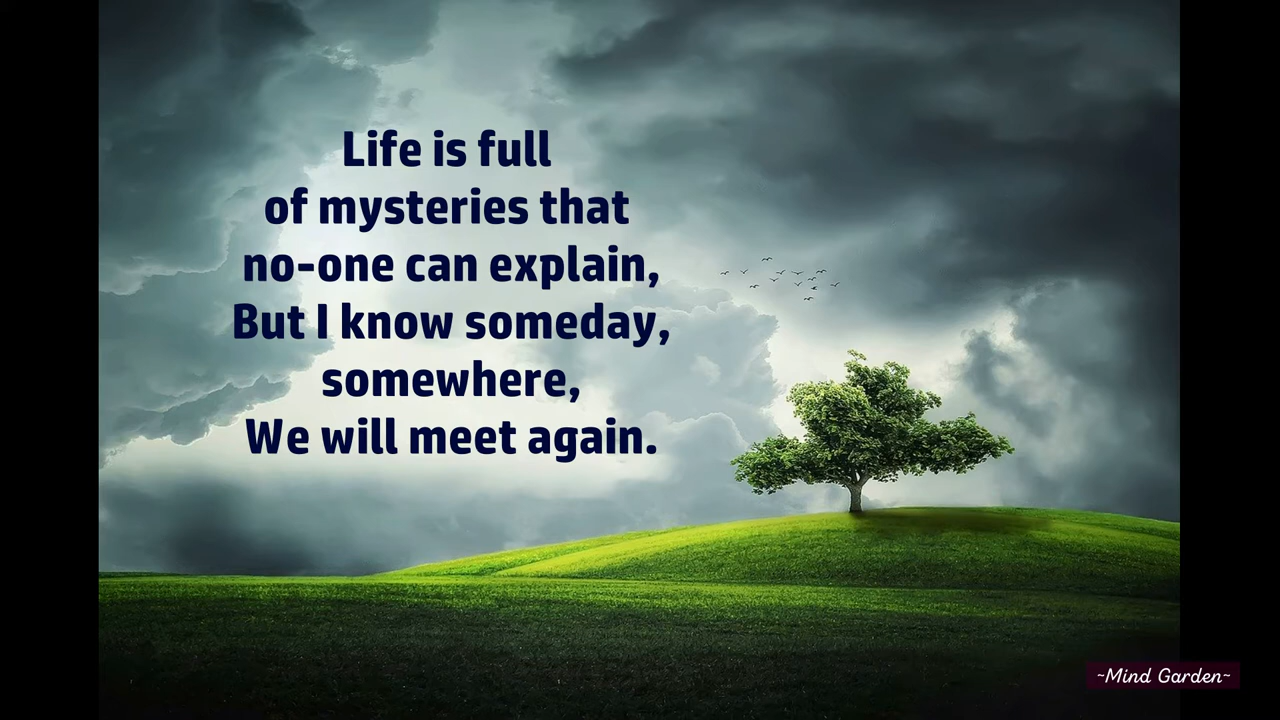 Life is full
of mysteries that
no-one can explain,
But I know someday,
somewhere,
We will meet again.
~Mind Garden~